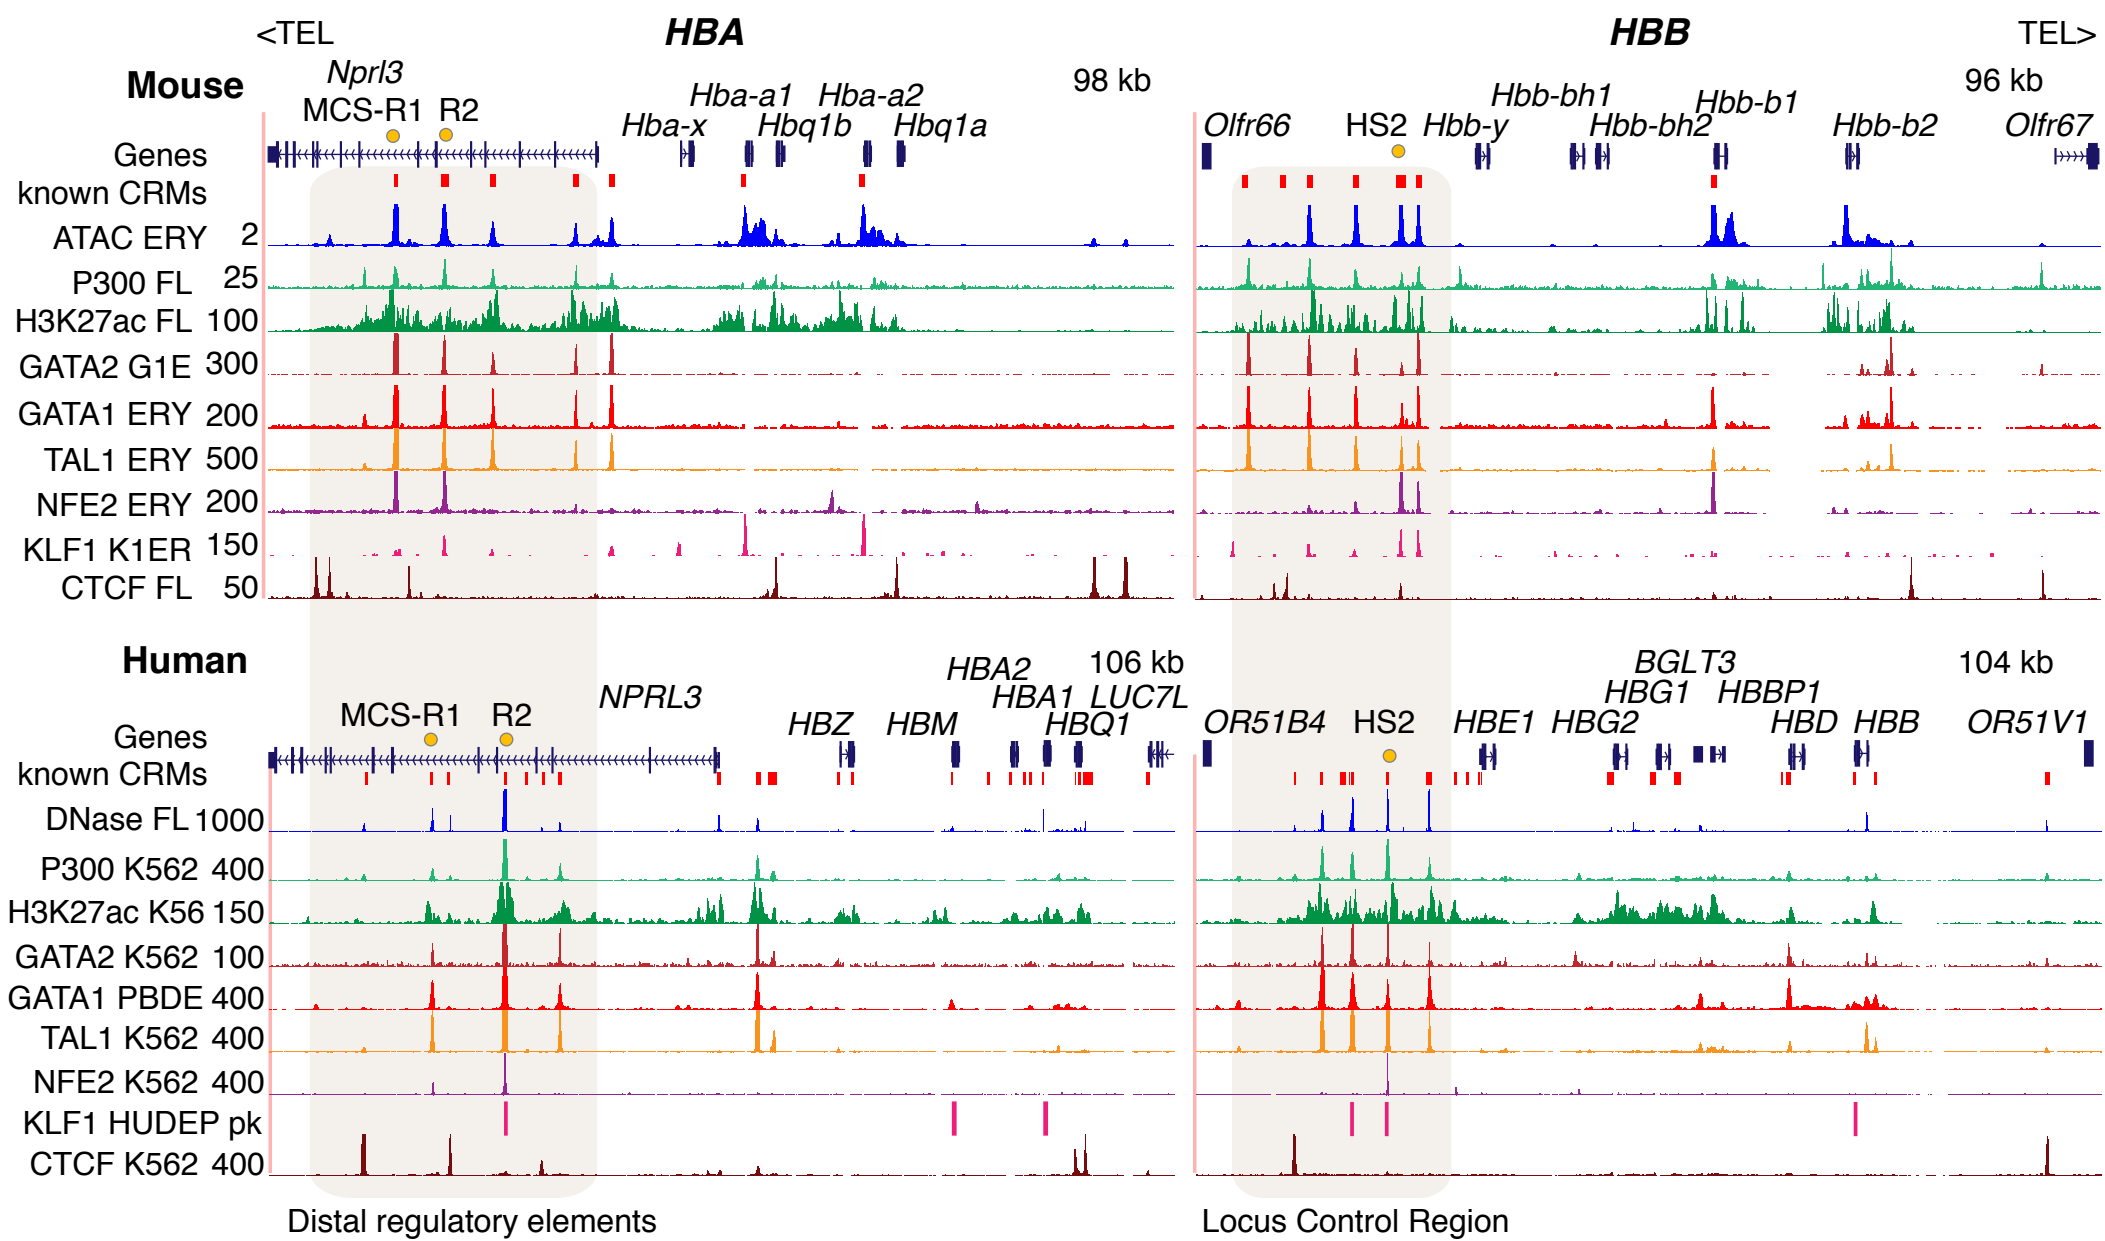 <TEL HBA HBB TEL>
Mouse Nprl3 98 kb 96 kb
MCS-R1 R2 Hba-a1 Hba-a2 Hbb-bh1 Hbb-b1
Hba-x Hbq1b Hbq1a Olfr66 HS2 Hbb-y Hbb-bh2 Hbb-b2 Olfr67
Genes
known CRMs
ATAC ERY 2
P300 FL 25
H3K27ac FL 100
GATA2 G1E 300
GATA1 ERY 200
TAL1 ERY 500
NFE2 ERY 200
KLF1 K1ER 150
CTCF FL 50
Human HBA2 106 kb BGLT3 104 kb
NPRL3 HBA1 LUC7L HBG1 HBBP1
MCS-R1 R2 HBZ HBM HBQ1 OR51B4 HS2 HBE1 HBG2 HBD HBB OR51V1
Genes
known CRMs
DNase FL 1000
P300 K562 400
H3K27ac K56 150
GATA2 K562 100
GATA1 PBDE 400
TAL1 K562 400
NFE2 K562 400
KLF1 HUDEP pk
CTCF K562 400
Distal regulatory elements Locus Control Region